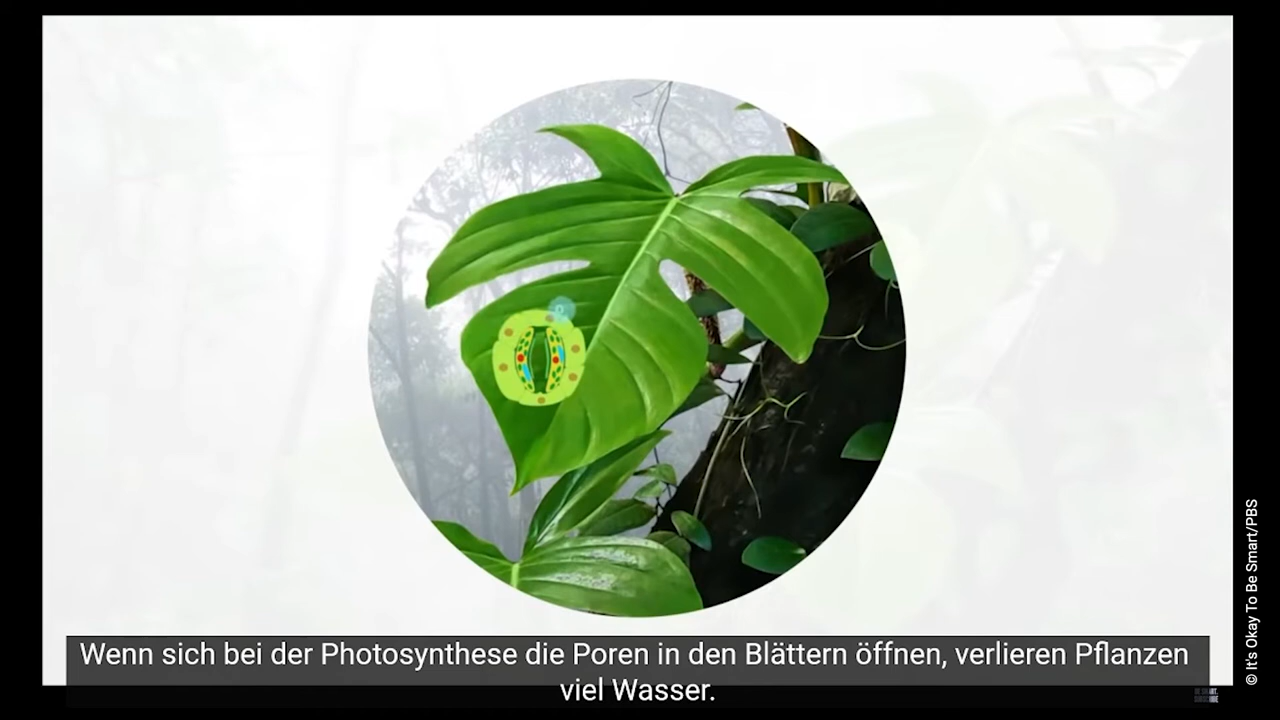 Wenn sich bei der Photosynthese die Poren in den Blättern öffnen, verlieren Pflanzen
viel Wasser.
© It's Okay To Be Smart/PBS